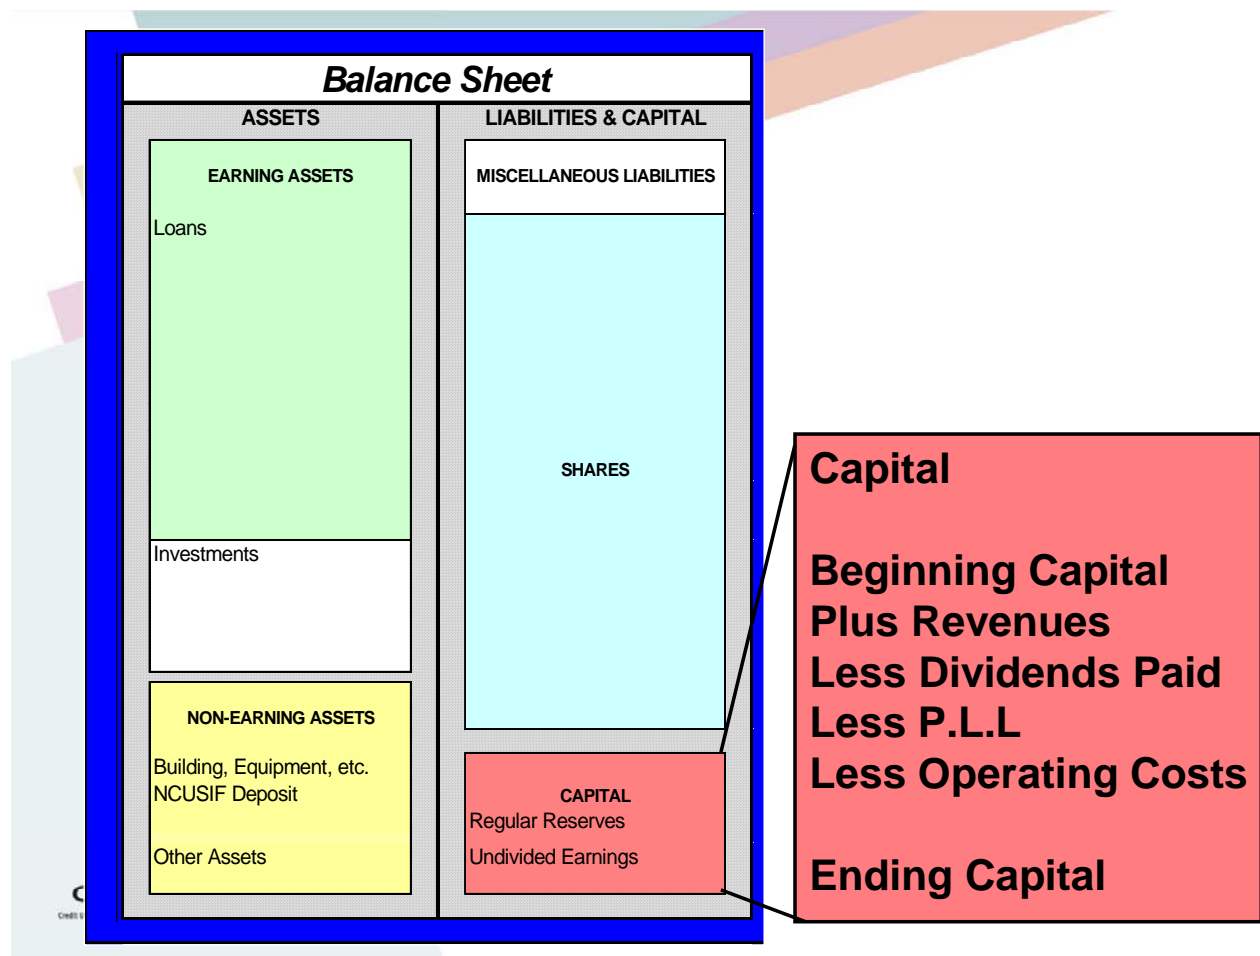 Balance Sheet
ASSETS
LIABILITIES & CAPITAL
EARNING ASSETS
Loans
Investments
NON-EARNING ASSETS
Building, Equipment, etc.
NCUSIF Deposit
Other Assets
MISCELLANEOUS LIABILITIES
SHARES
CAPITAL
Regular Reserves
Undivided Earnings
Capital
Beginning Capital
Plus Revenues
Less Dividends Paid
Less P.L.L
Less Operating Costs
Ending Capital
C
Credit